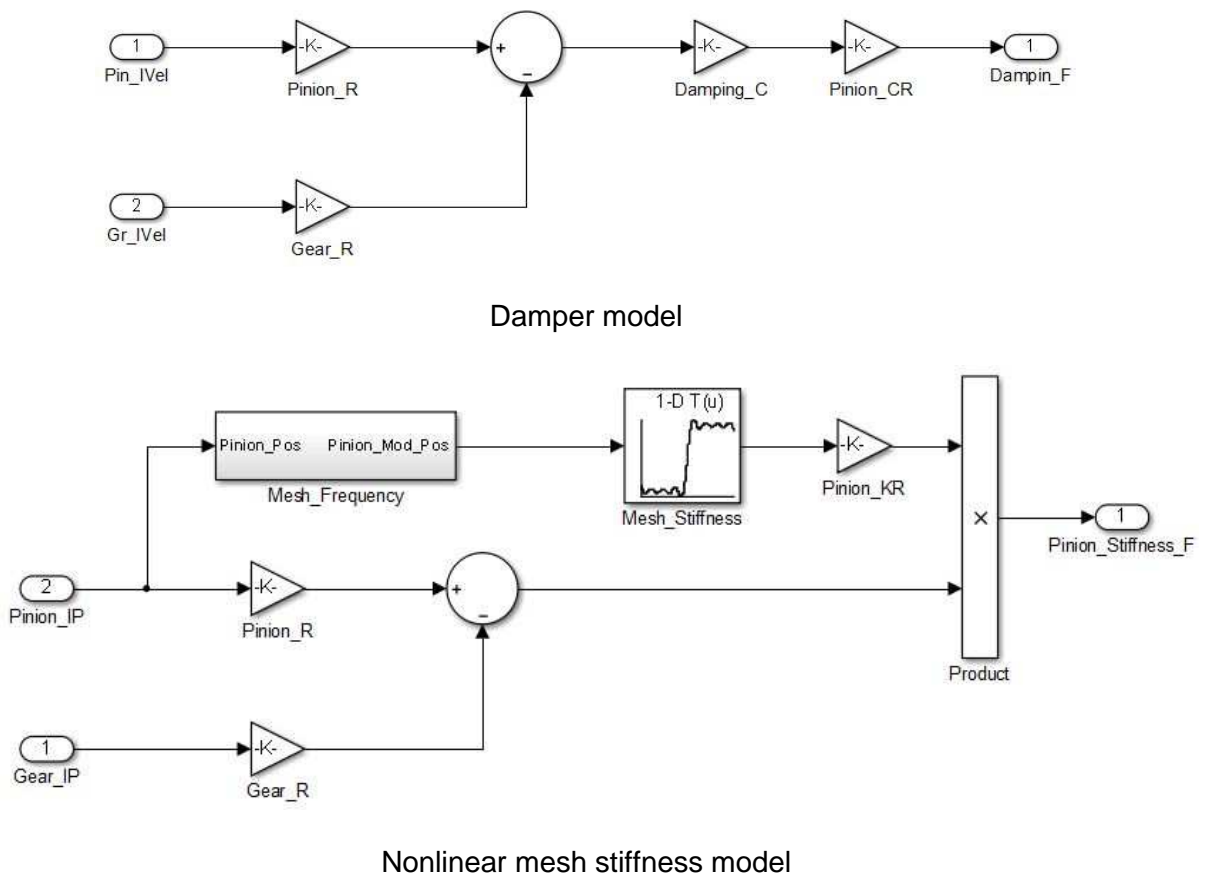 1
Pin_IVel
-K-
Pinion_R
+
−
-K-
Damping_C
-K-
Pinion_CR
1
Dampin_F
2
Gr_IVel
-K-
Gear_R
Damper model
Pinion_Pos Pinion_Mod_Pos
Mesh_Frequency
1-D T(u)
Mesh_Stiffness
-K-
Pinion_KR
×
Product
1
Pinion_Stiffness_F
2
Pinion_IP
-K-
Pinion_R
+
−
1
Gear_IP
-K-
Gear_R
Nonlinear mesh stiffness model